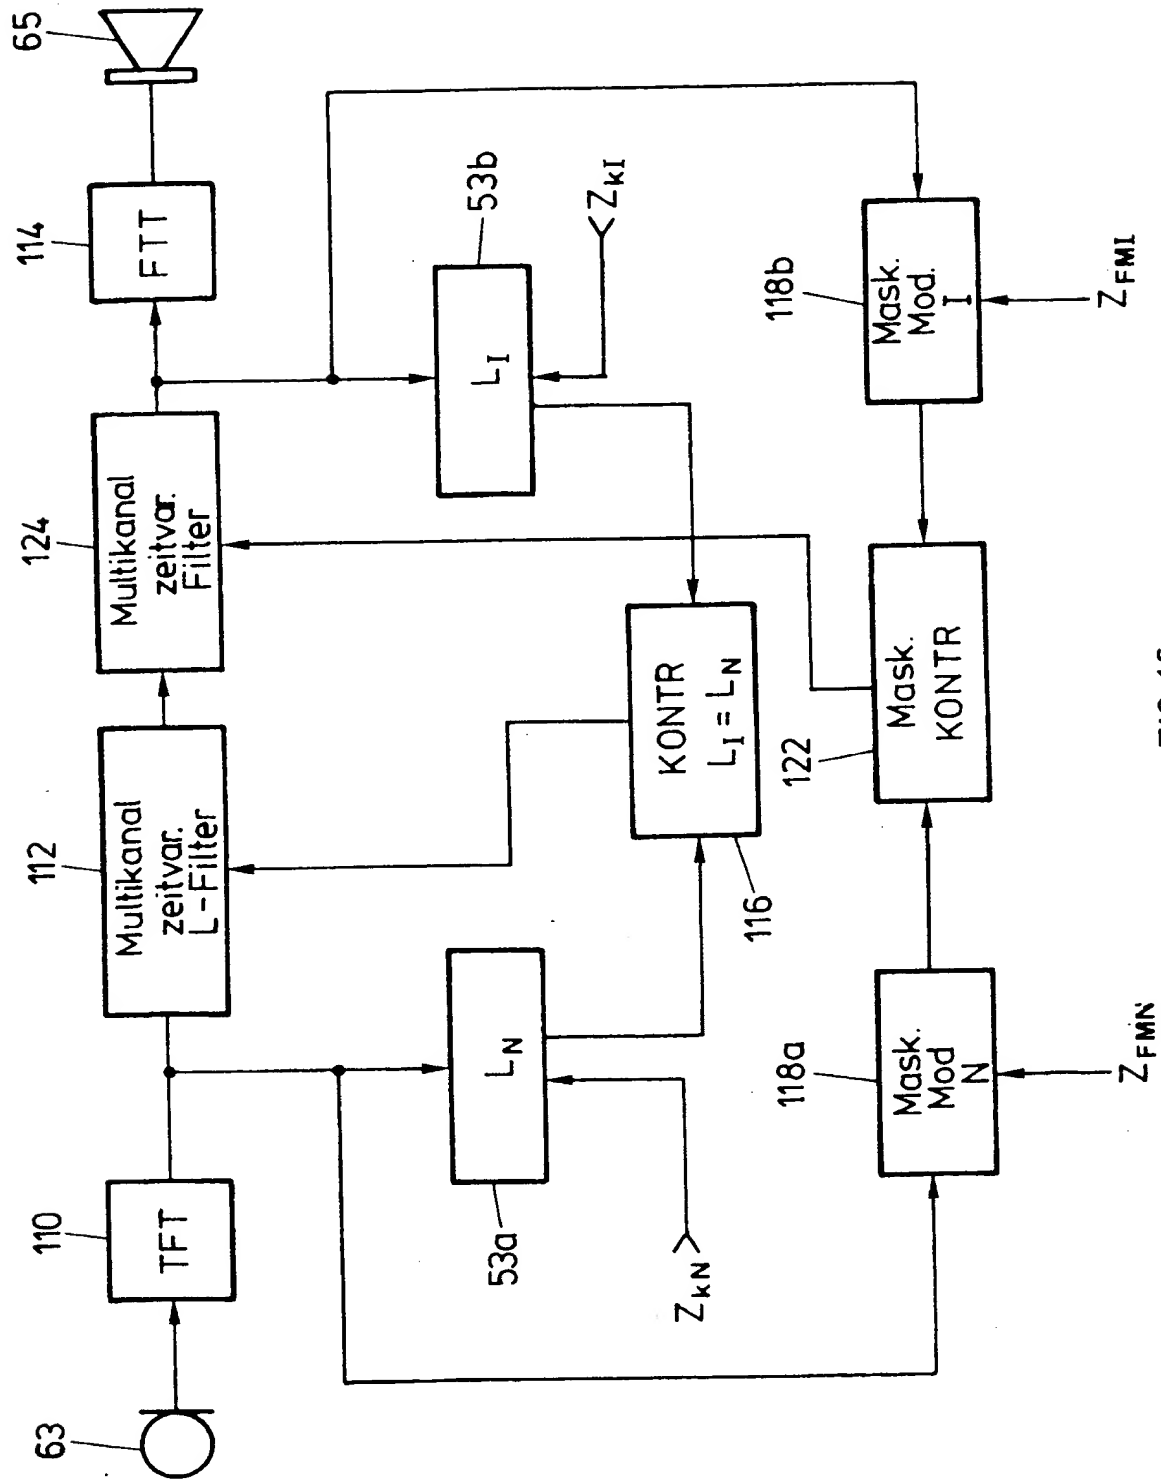 63
110
TFT
112
Multikanal
zeitvar.
L-Filter
124
Multikanal
zeitvar.
Filter
114
FTT
65
53a
L_N
Z_kN
53b
L_I
Z_kI
KONTR
L_I = L_N
116
118a
Mask.
Mod
N
Z_FMN
122
Mask.
KONTR
118b
Mask.
Mod.
I
Z_FMI